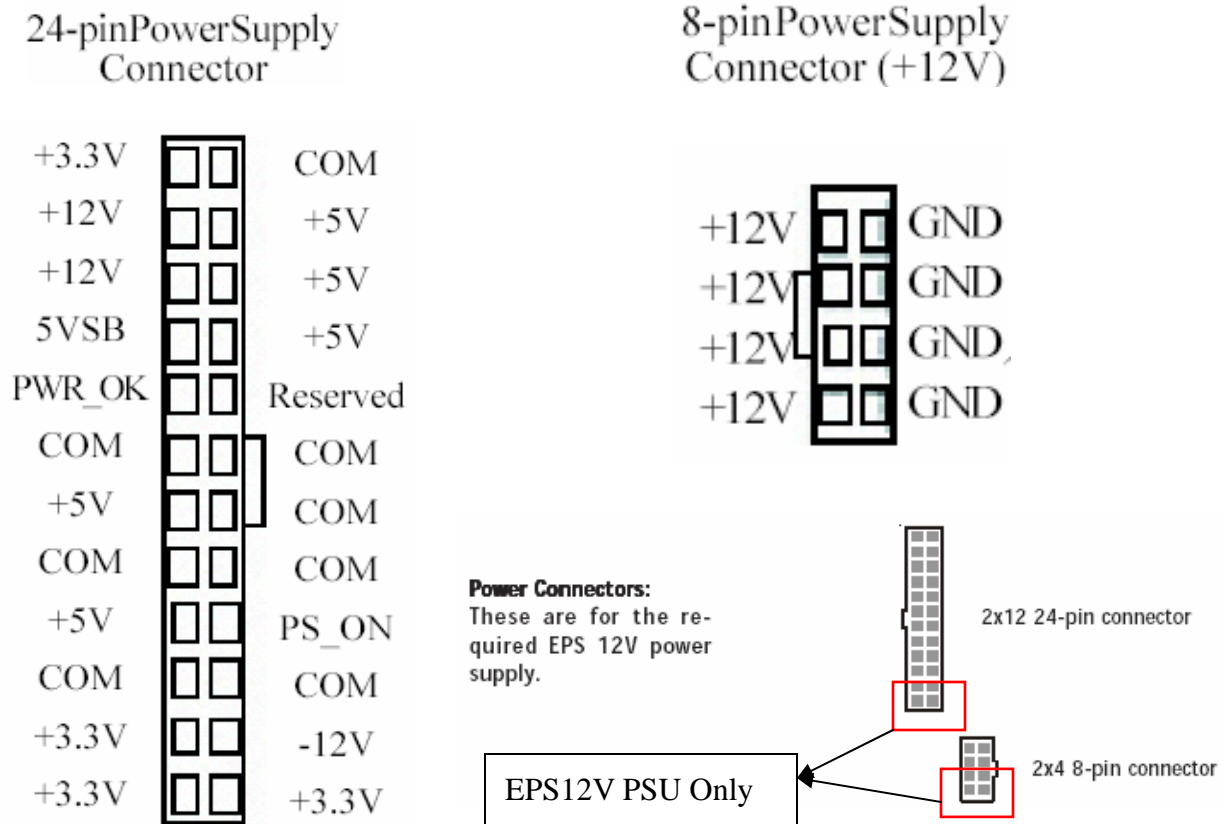 24-pinPowerSupply
Connector
+3.3V COM
+12V +5V
+12V +5V
5VSB +5V
PWR_OK Reserved
COM COM
+5V COM
COM COM
+5V PS_ON
COM COM
+3.3V -12V
+3.3V +3.3V
8-pinPowerSupply
Connector (+12V)
+12V GND
+12V GND
+12V GND
+12V GND
Power Connectors:
These are for the re-
quired EPS 12V power
supply.
2x12 24-pin connector
2x4 8-pin connector
EPS12V PSU Only